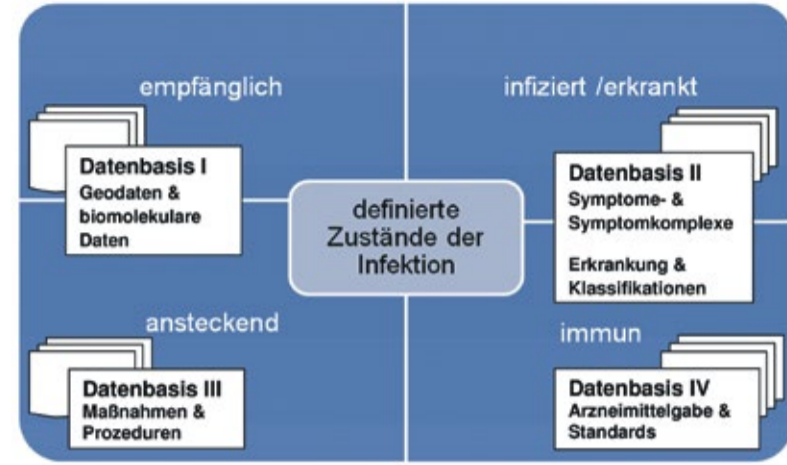 empfänglich
Datenbasis I
Geodaten &
biomolekulare
Daten
infiziert /erkrankt
Datenbasis II
Symptome- &
Symptomkomplexe
Erkrankung &
Klassifikationen
definierte
Zustände der
Infektion
ansteckend
Datenbasis III
Maßnahmen &
Prozeduren
immun
Datenbasis IV
Arzneimittelgabe &
Standards